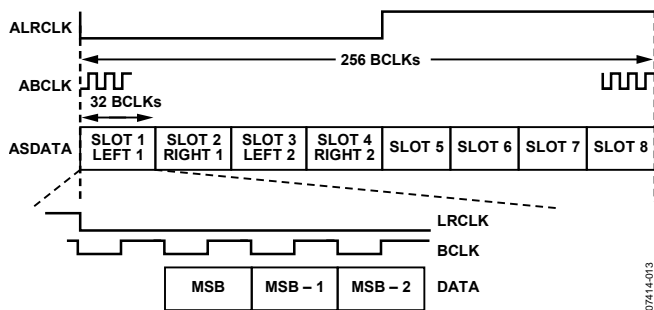 ALRCLK
256 BCLKs
ABCLK
32 BCLKs
ASDATA
SLOT 1
LEFT 1
SLOT 2
RIGHT 1
SLOT 3
LEFT 2
SLOT 4
RIGHT 2
SLOT 5
SLOT 6
SLOT 7
SLOT 8
LRCLK
BCLK
MSB
MSB – 1
MSB – 2
DATA
07414-013